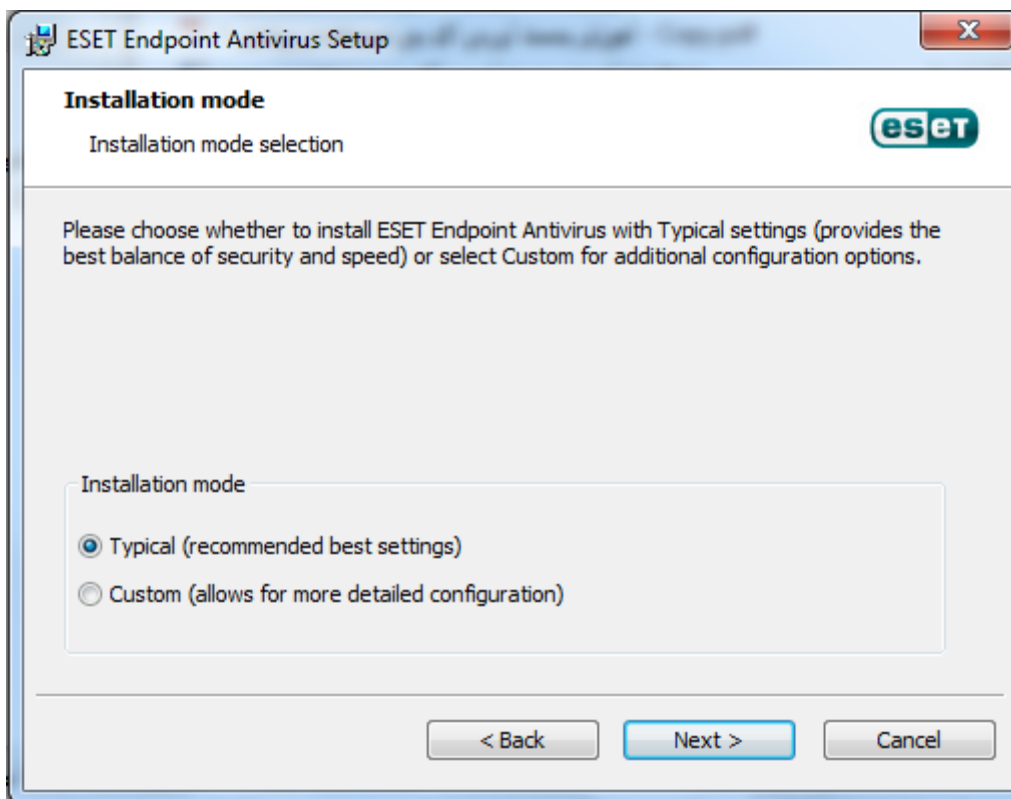 ESET Endpoint Antivirus Setup
Installation mode
Installation mode selection
eset
Please choose whether to install ESET Endpoint Antivirus with Typical settings (provides the
best balance of security and speed) or select Custom for additional configuration options.
Installation mode
Typical (recommended best settings)
Custom (allows for more detailed configuration)
< Back
Next >
Cancel